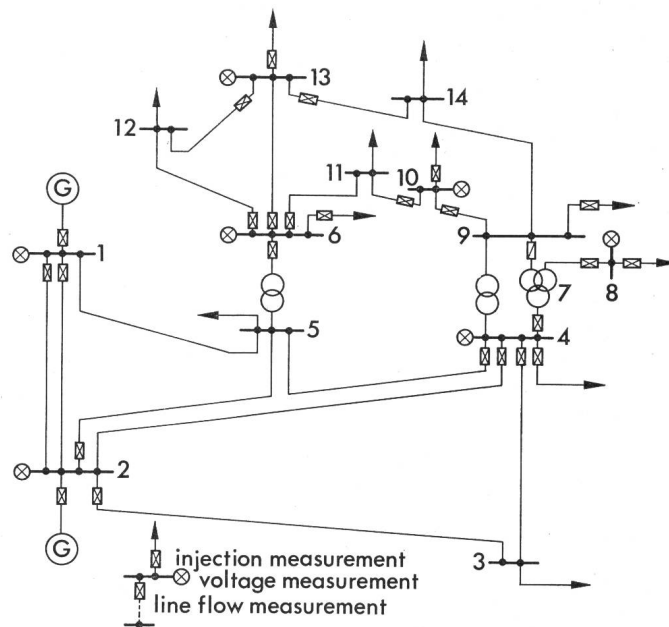 13
14
12
11
10
G
6
9
1
7
8
5
4
2
G
3
injection measurement
voltage measurement
line flow measurement